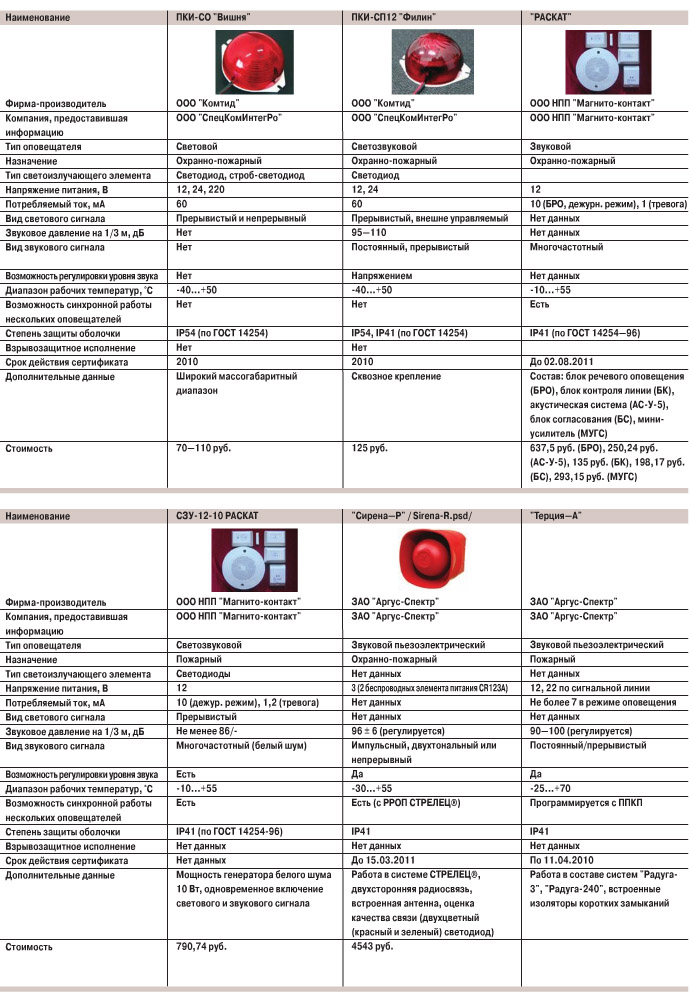 Наименование ПКИ-СО "Вишня" ПКИ-СП12 "Филин" "РАСКАТ"
Фирма-производитель ООО "Комтид" ООО "Комтид" ООО НПП "Магнито-контакт"
Компания, предоставившая ООО "СпецКомИнтегРо" ООО "СпецКомИнтегРо" ООО НПП "Магнито-контакт"
информацию
Тип оповещателя Световой Светозвуковой Звуковой
Назначение Охранно-пожарный Охранно-пожарный Охранно-пожарный
Тип светоизлучающего элемента Светодиод, строб-светодиод Светодиод
Напряжение питания, В 12, 24, 220 12, 24 12
Потребляемый ток, мА 60 60 10 (БРО, дежурн. режим), 1 (тревога)
Вид светового сигнала Прерывистый и непрерывный Прерывистый, внешне управляемый Нет данных
Звуковое давление на 1/3 м, дБ Нет 95—110 Нет данных
Вид звукового сигнала Нет Постоянный, прерывистый Многочастотный
Возможность регулировки уровня звука Нет Напряжением Нет данных
Диапазон рабочих температур, °С -40...+50 -40...+50 -10...+55
Возможность синхронной работы Нет Нет Есть
нескольких оповещателей
Степень защиты оболочки IP54 (по ГОСТ 14254) IP54, IP41 (по ГОСТ 14254) IP41 (по ГОСТ 14254—96)
Взрывозащитное исполнение Нет Нет
Срок действия сертификата 2010 2010 До 02.08.2011
Дополнительные данные Широкий массогабаритный Сквозное крепление Состав: блок речевого оповещения
диапазон (БРО), блок контроля линии (БК),
акустическая система (АС-У-5),
блок согласования (БС), мини-
усилитель (МУГС)
Стоимость 70—110 руб. 125 руб. 637,5 руб. (БРО), 250,24 руб.
(АС-У-5), 135 руб. (БК), 198,17 руб.
(БС), 293,15 руб. (МУГС)
Наименование СЗУ-12-10 РАСКАТ "Сирена—Р" / Sirena-R.psd/ "Терция—А"
Фирма-производитель ООО НПП "Магнито-контакт" ЗАО "Аргус-Спектр" ЗАО "Аргус-Спектр"
Компания, предоставившая ООО НПП "Магнито-контакт" ЗАО "Аргус-Спектр" ЗАО "Аргус-Спектр"
информацию
Тип оповещателя Светозвуковой Звуковой пьезоэлектрический Звуковой пьезоэлектрический
Назначение Пожарный Охранно-пожарный Пожарный
Тип светоизлучающего элемента Светодиоды Нет данных Нет данных
Напряжение питания, В 12 3 (2 беспроводных элемента питания CR123A) 12, 22 по сигнальной линии
Потребляемый ток, мА 10 (дежур. режим), 1,2 (тревога) Нет данных Не более 7 в режиме оповещения
Вид светового сигнала Прерывистый Нет данных Нет данных
Звуковое давление на 1/3 м, дБ Не менее 86/- 96 ± 6 (регулируется) 90—100 (регулируется)
Вид звукового сигнала Многочастотный (белый шум) Импульсный, двухтональный или Постоянный/прерывистый
непрерывный
Возможность регулировки уровня звука Есть Да Да
Диапазон рабочих температур, °С -10...+55 -30...+55 -25...+70
Возможность синхронной работы Есть Есть (с РРОП СТРЕЛЕЦ®) Программируется с ППКП
нескольких оповещателей
Степень защиты оболочки IP41 (по ГОСТ 14254-96) IP41 IP41
Взрывозащитное исполнение Нет данных Нет данных Нет данных
Срок действия сертификата Нет данных До 15.03.2011 По 11.04.2010
Дополнительные данные Мощность генератора белого шума Работа в системе СТРЕЛЕЦ®, Работа в составе систем "Радуга-
10 Вт, одновременное включение двухсторонняя радиосвязь, 3", "Радуга-240", встроенные
светового и звукового сигнала встроенная антенна, оценка изоляторы коротких замыканий
качества связи (двухцветный
(красный и зеленый) светодиод)
Стоимость 790,74 руб. 4543 руб.